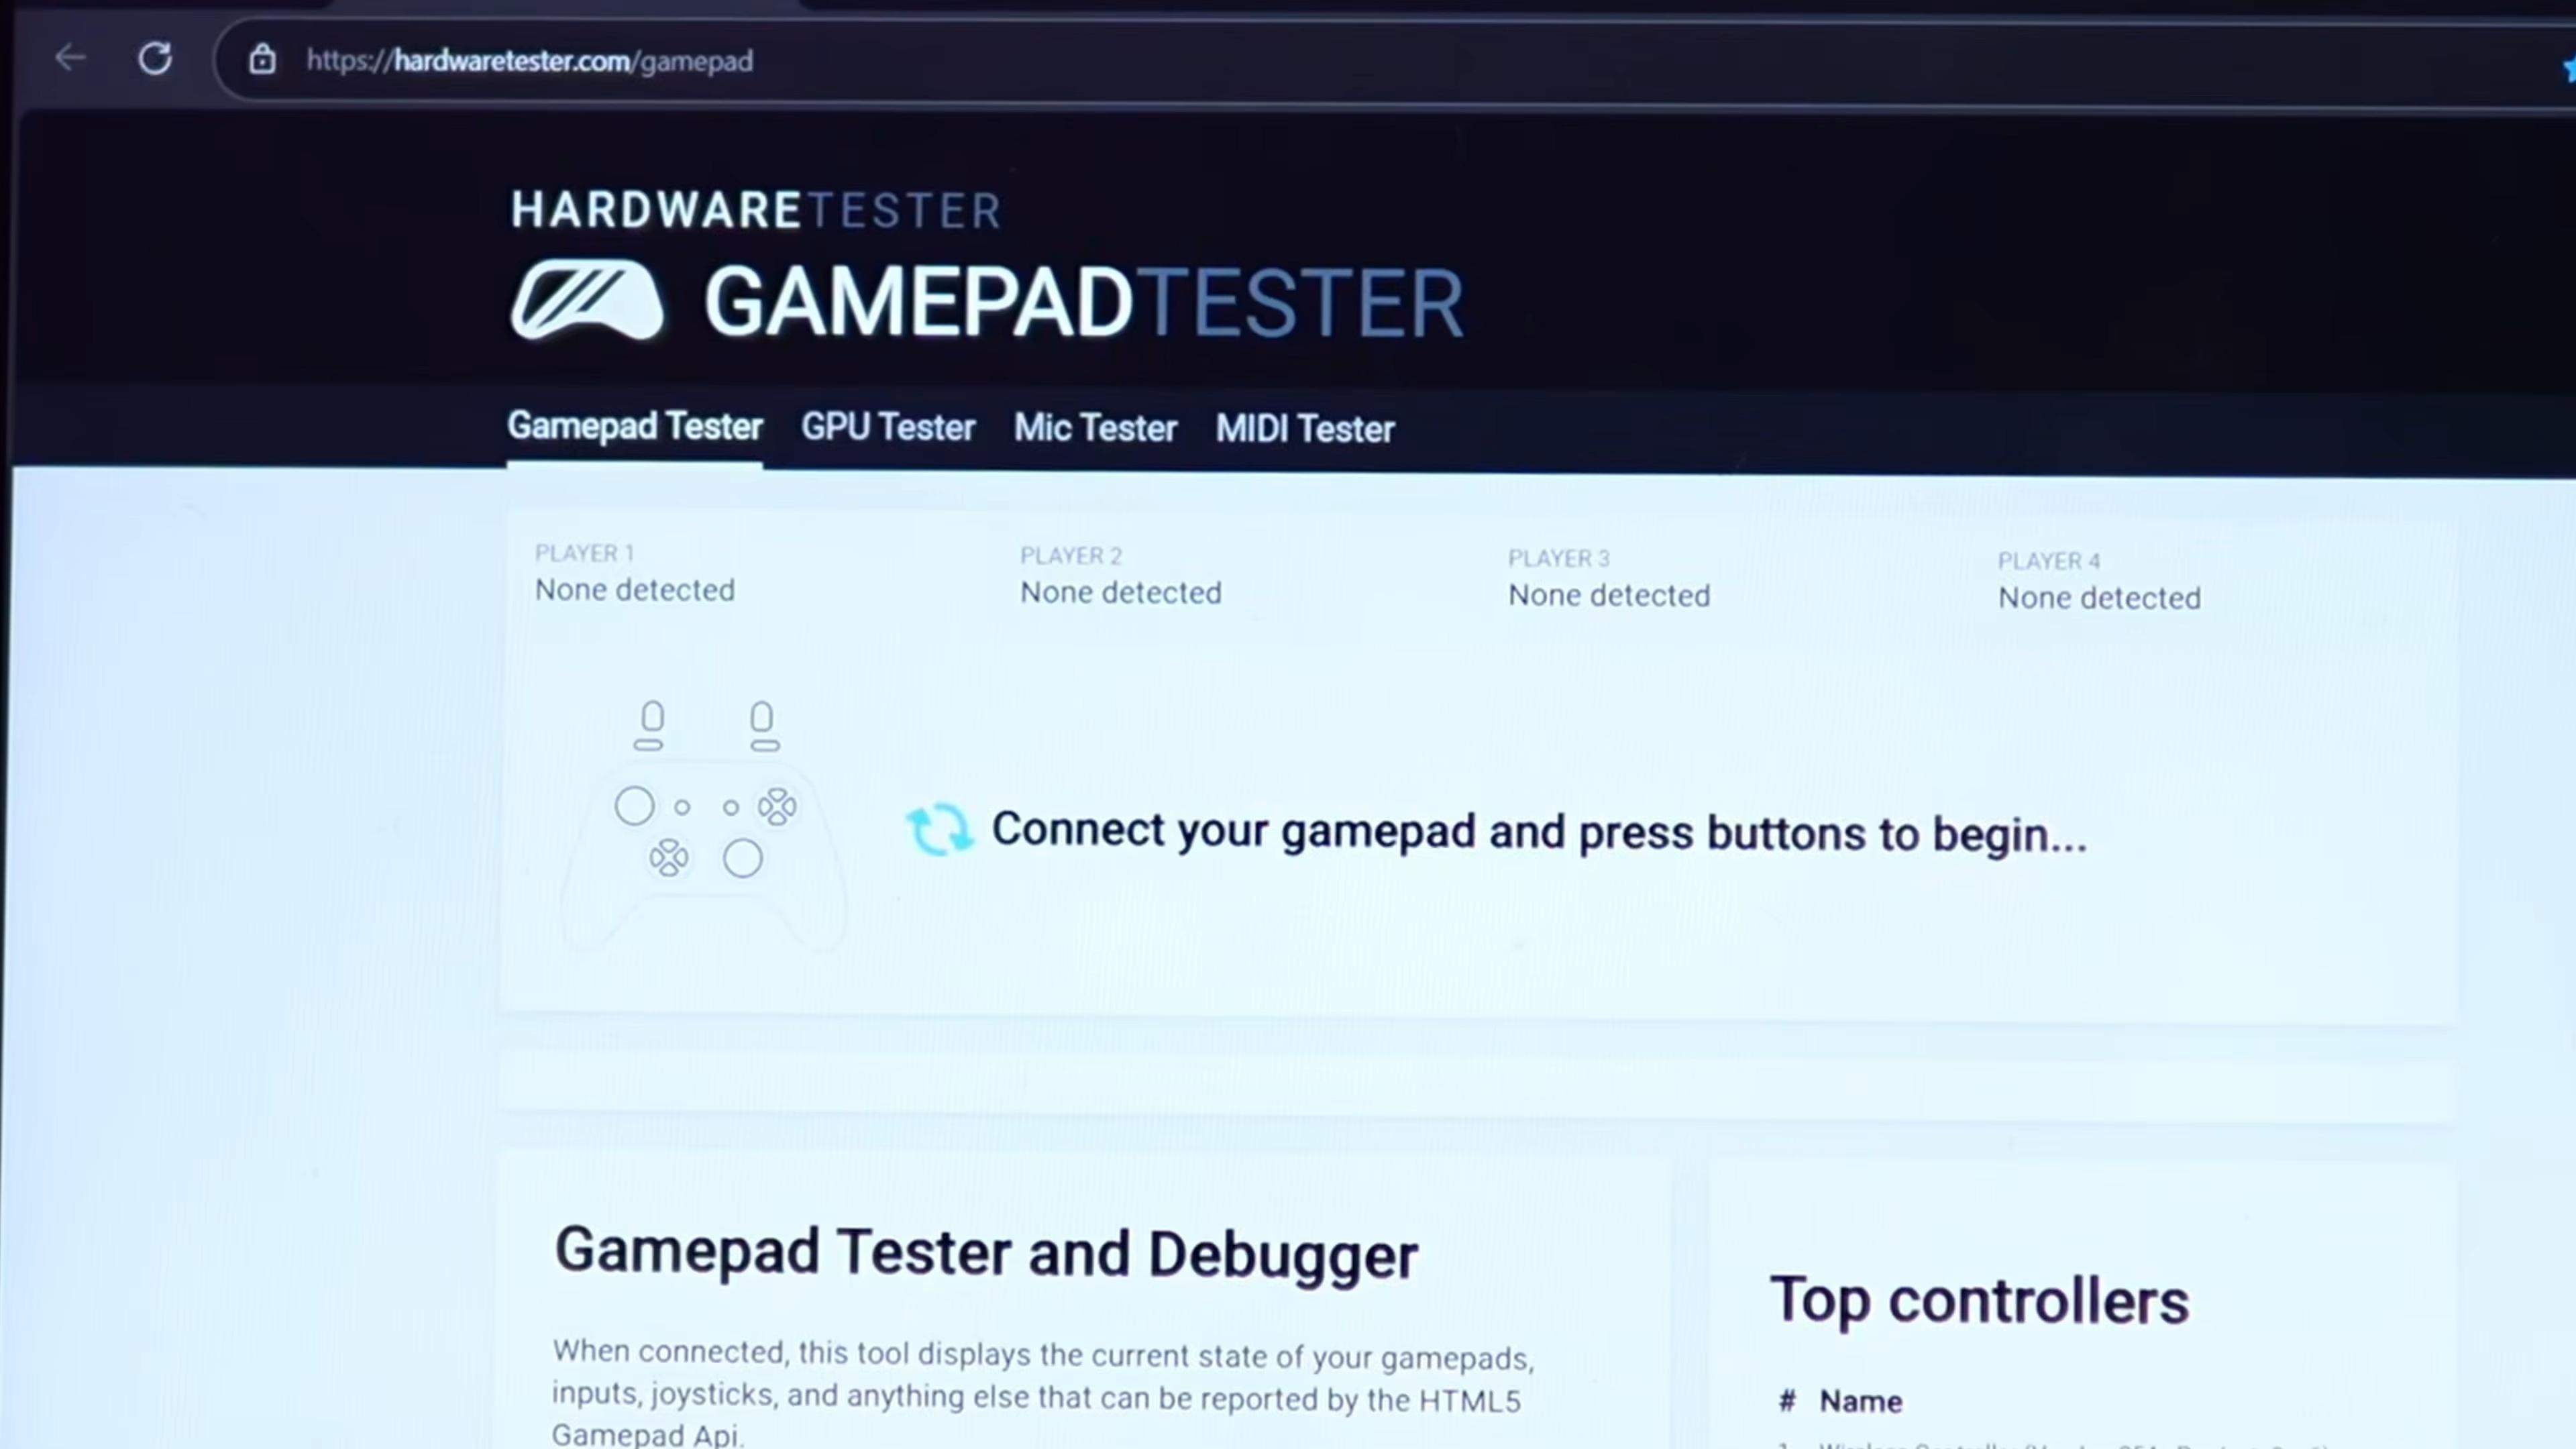 https://hardwaretester.com/gamepad
HARDWARETESTER
GAMEPADTESTER
Gamepad Tester GPU Tester Mic Tester MIDI Tester
PLAYER 1 PLAYER 2 PLAYER 3 PLAYER 4
None detected None detected None detected None detected
Connect your gamepad and press buttons to begin...
Gamepad Tester and Debugger
Top controllers
When connected, this tool displays the current state of your gamepads,
inputs, joysticks, and anything else that can be reported by the HTML5
# Name
Gamepad Api.